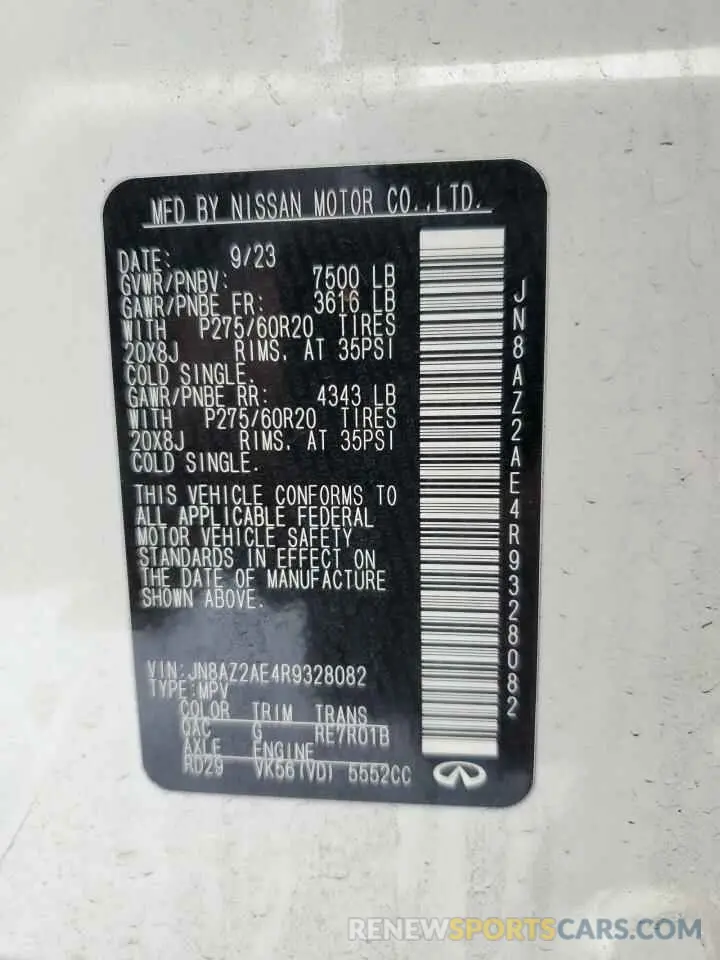 MFD BY NISSAN MOTOR CO.,LTD.
DATE: 9/23
GVWR/PNBV: 7500 LB
GAWR/PNBE FR: 3616 LB
WITH P275/60R20 TIRES
20X8J RIMS. AT 35PSI
COLD SINGLE.
GAWR/PNBE RR: 4343 LB
WITH P275/60R20 TIRES
20X8J RIMS. AT 35PSI
COLD SINGLE.
THIS VEHICLE CONFORMS TO
ALL APPLICABLE FEDERAL
MOTOR VEHICLE SAFETY
STANDARDS IN EFFECT ON
THE DATE OF MANUFACTURE
SHOWN ABOVE.
VIN:JN8AZ2AE4R9328082
TYPE:MPV
COLOR TRIM TRANS
QAC G RE7R01B
AXLE ENGINE
RD29 VK56(VD) 5552CC
JN8AZ2AE4R9328082
RENEWSPORTSCARS.COM